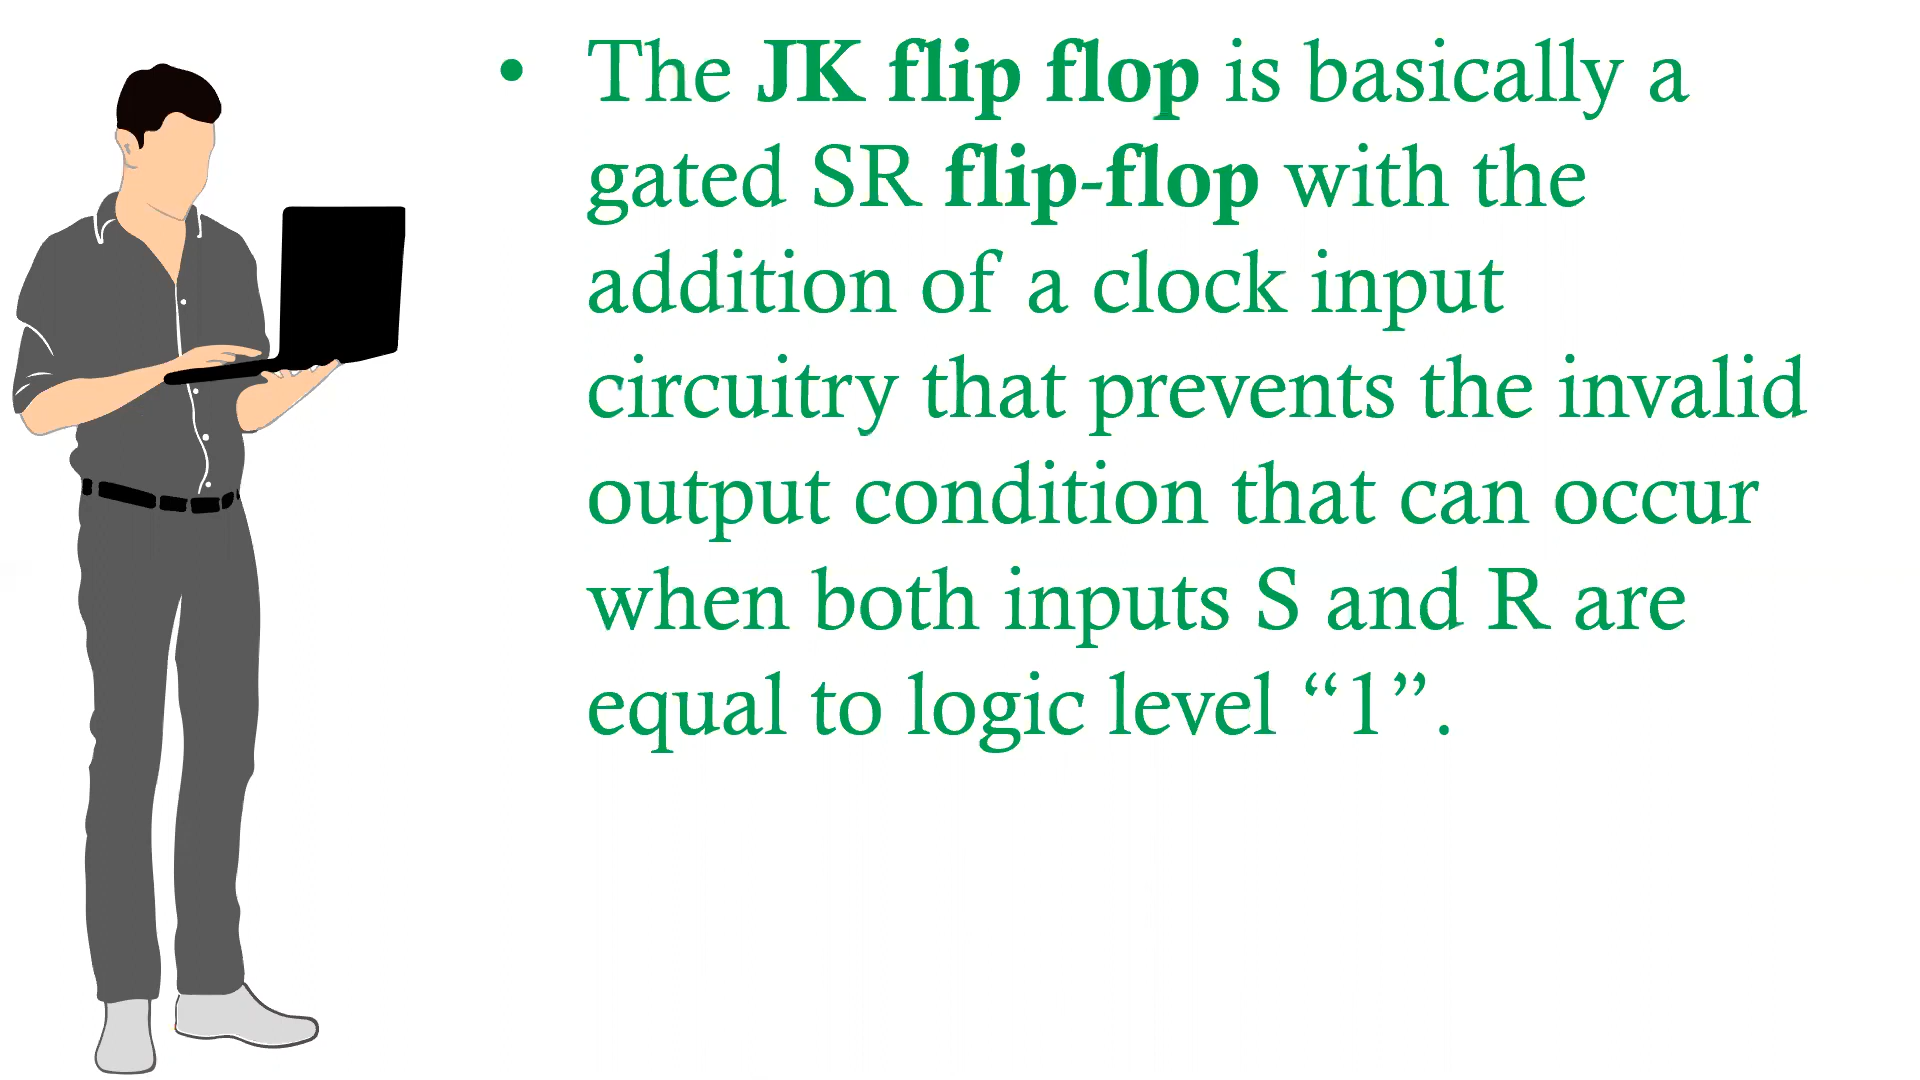 • The JK flip flop is basically a
gated SR flip-flop with the
addition of a clock input
circuitry that prevents the invalid
output condition that can occur
when both inputs S and R are
equal to logic level “1”.